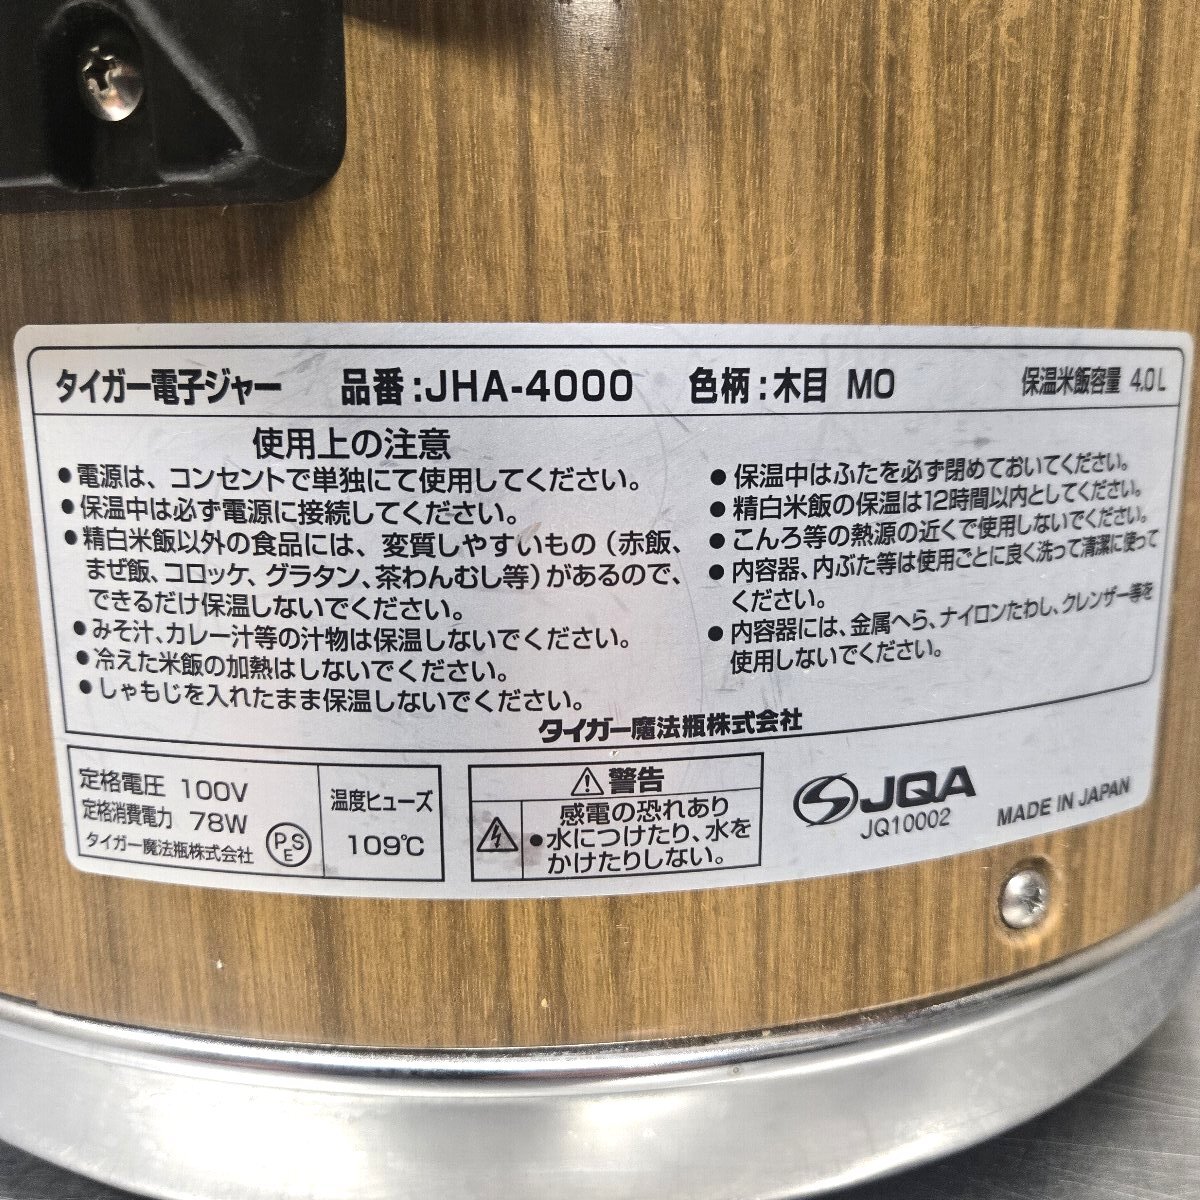 タイガー電子ジャー 品番:JHA-4000 色柄:木目 MO 保温米飯容量 4.0L
使用上の注意
●電源は、コンセントで単独にて使用してください。
●保温中は必ず電源に接続してください。
●精白米飯以外の食品には、変質しやすいもの(赤飯、
まぜ飯、コロッケ、グラタン、茶わんむし等)があるので、
できるだけ保温しないでください。
●みそ汁、カレー汁等の汁物は保温しないでください。
●冷えた米飯の加熱はしないでください。
●しゃもじを入れたまま保温しないでください。
●保温中はふたを必ず閉めておいてください。
●精白米飯の保温は12時間以内としてください。
●こんろ等の熱源の近くで使用しないでください。
●内容器、内ぶた等は使用ごとに良く洗って清潔に使って
ください。
●内容器には、金属へら、ナイロンたわし、クレンザー等を
使用しないでください。
タイガー魔法瓶株式会社
定格電圧 100V
定格消費電力 78W
タイガー魔法瓶株式会社
PSE
温度ヒューズ
109℃
警告
感電の恐れあり
●水につけたり、水を
かけたりしない。
JQA
JQ10002
MADE IN JAPAN